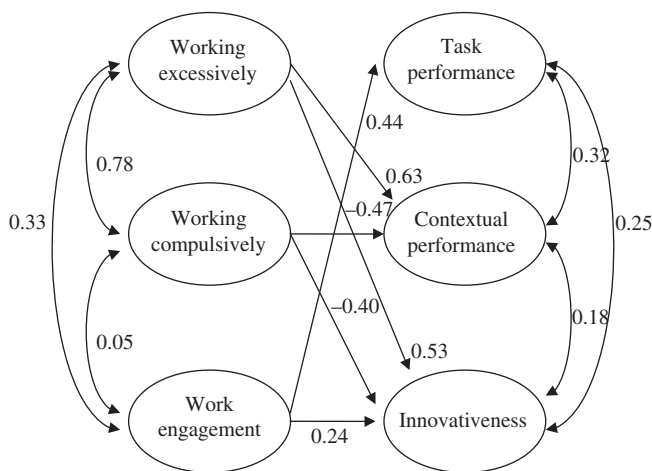 Working
excessively
Task
performance
0.44
0.78
0.63
0.32
0.33
Working
compulsively
–0.47
Contextual
performance
0.25
–0.40
0.05
0.18
0.53
Work
engagement
0.24
Innovativeness